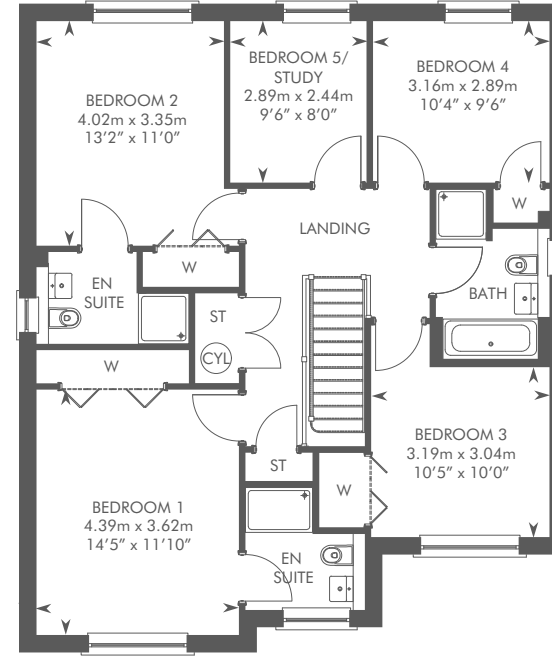 BEDROOM 2
4.02m x 3.35m
13’2” x 11’0”
BEDROOM 5/
STUDY
2.89m x 2.44m
9’6” x 8’0”
BEDROOM 4
3.16m x 2.89m
10’4” x 9’6”
W
LANDING
EN
SUITE
W
ST
CYL
BATH
W
ST
W
BEDROOM 3
3.19m x 3.04m
10’5” x 10’0”
BEDROOM 1
4.39m x 3.62m
14’5” x 11’10”
EN
SUITE